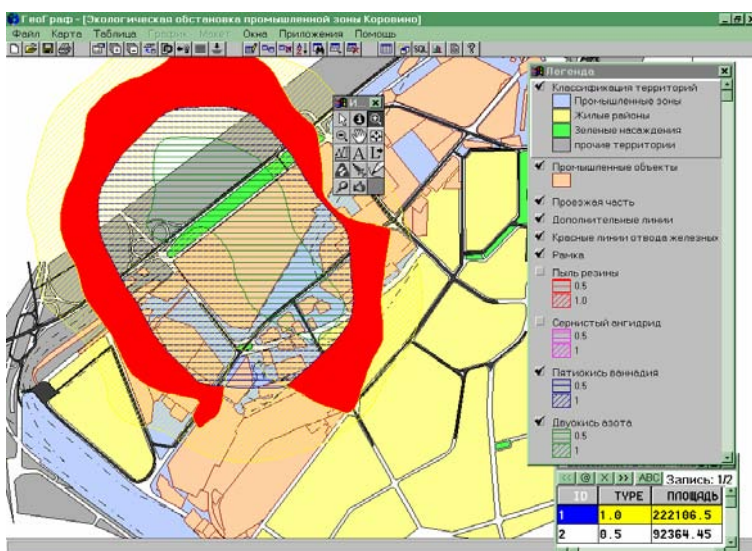 ГеоГраф - [Экологическая обстановка промышленной зоны Коровино]
Файл Карта Таблица График Макет Окна Приложения Помощь
SQL
И...
Легенда
Классификация территорий
Промышленные зоны
Жилые районы
Зеленые насаждения
прочие территории
Промышленные объекты
Проезжая часть
Дополнительные линии
Красные линии отвода железных
Рамка
Пыль резины
0.5
1.0
Сернистый ангидрид
0.5
1
Пятиокись ваннадия
0.5
1
Двуокись азота
0.5
1
<< @ X >> ABC Запись: 1/2
ID TYPE ПЛОЩАДЬ
1 1.0 222106.5
2 0.5 92364.45